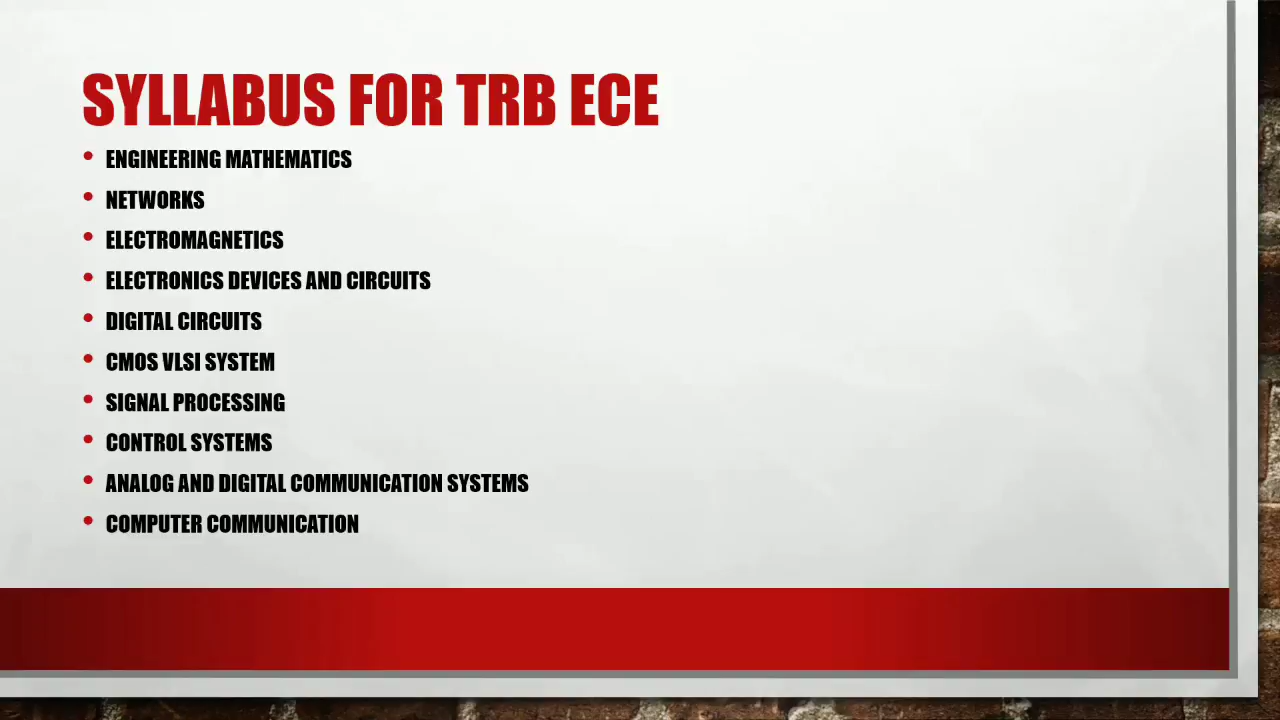 SYLLABUS FOR TRB ECE
• ENGINEERING MATHEMATICS
• NETWORKS
• ELECTROMAGNETICS
• ELECTRONICS DEVICES AND CIRCUITS
• DIGITAL CIRCUITS
• CMOS VLSI SYSTEM
• SIGNAL PROCESSING
• CONTROL SYSTEMS
• ANALOG AND DIGITAL COMMUNICATION SYSTEMS
• COMPUTER COMMUNICATION